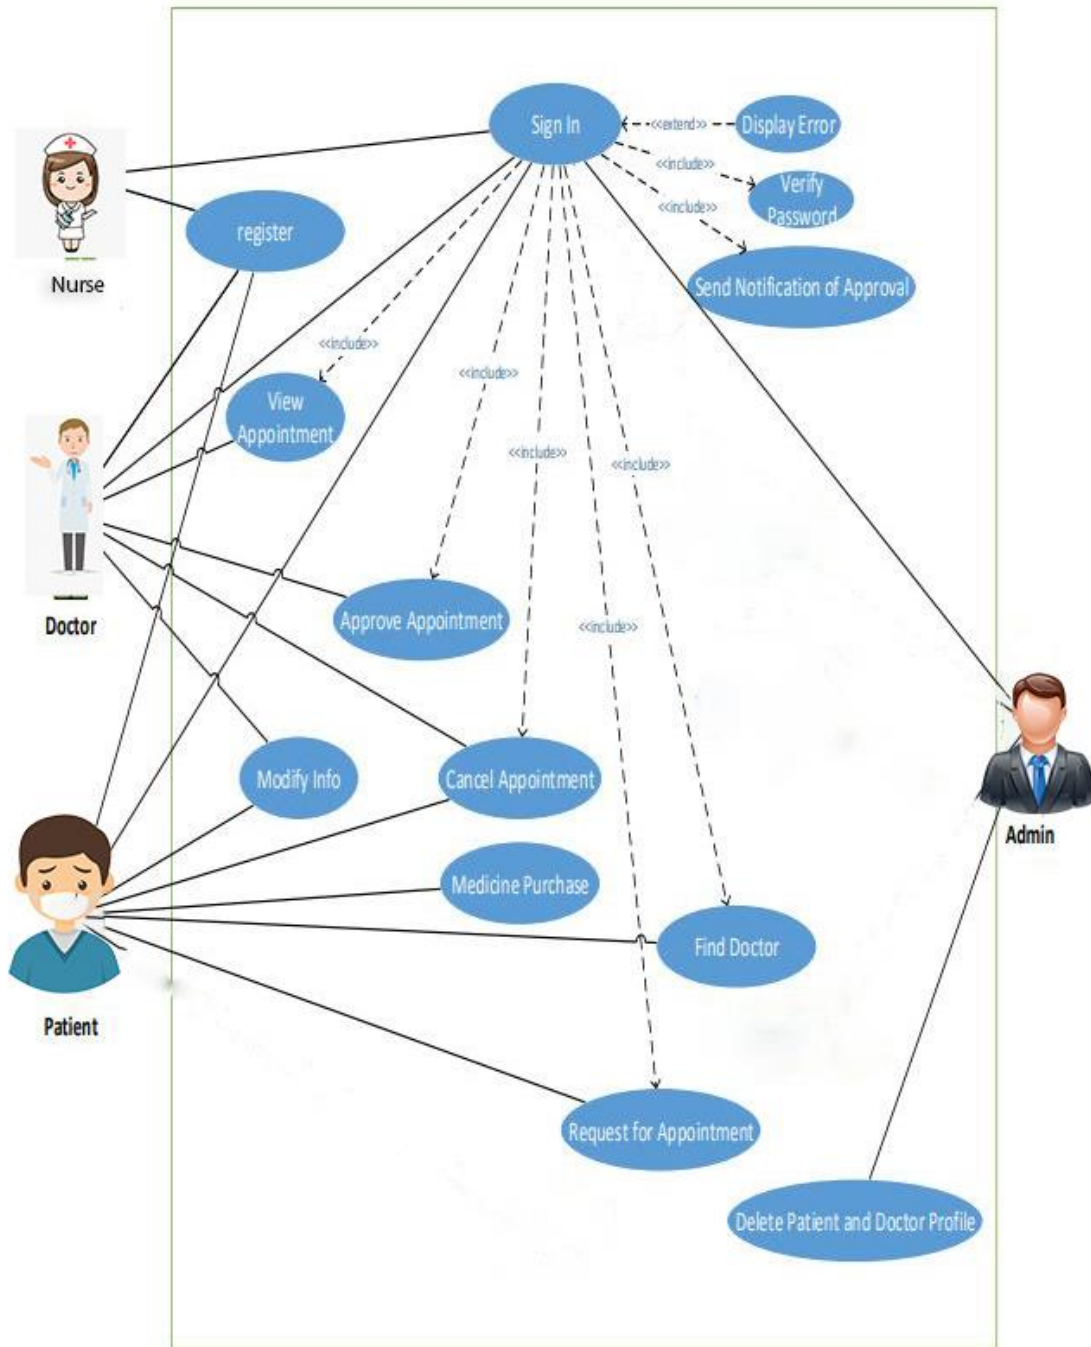 Sign In
<<extend>>
Display Error
<<include>>
Verify
Password
<<include>>
Send Notification of Approval
register
Nurse
<<include>>
View
Appointment
<<include>>
<<include>>
<<include>>
Doctor
Approve Appointment
<<include>>
Modify Info
Cancel Appointment
Admin
Medicine Purchase
Find Doctor
Patient
Request for Appointment
Delete Patient and Doctor Profile